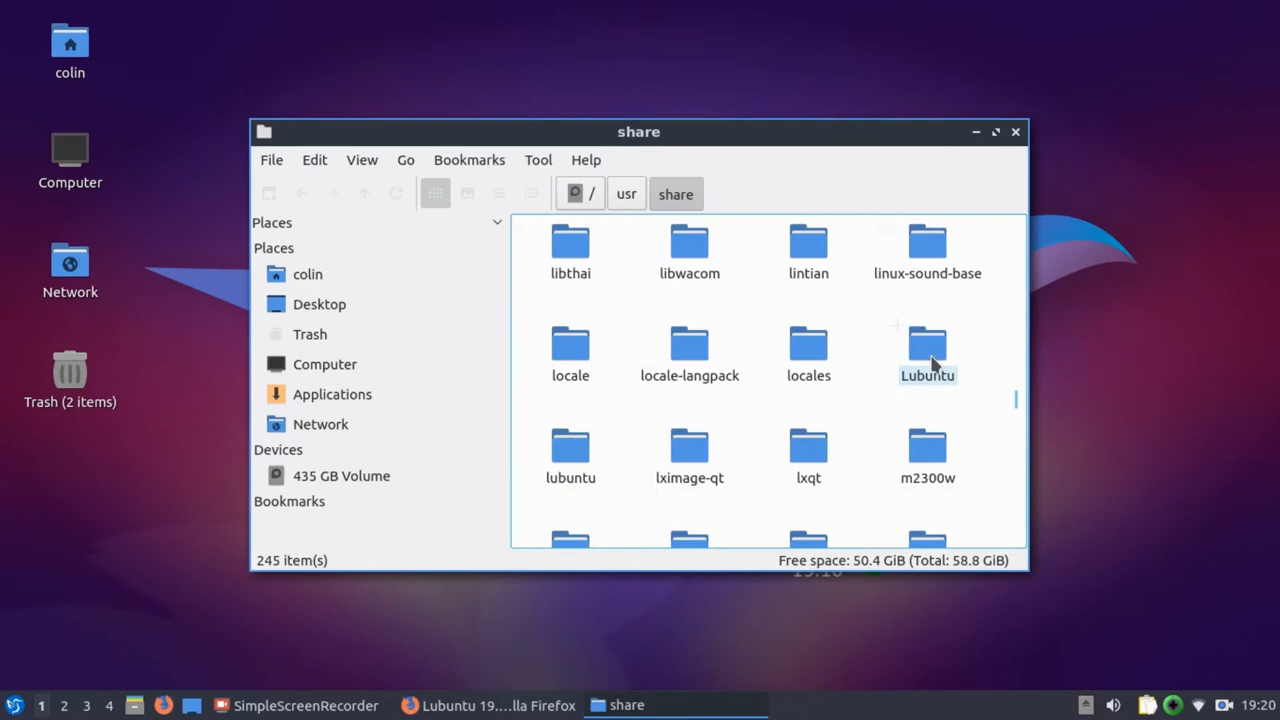 colin
Computer
Network
Trash (2 items)
share
File Edit View Go Bookmarks Tool Help
/ usr share
Places
Places
colin
Desktop
Trash
Computer
Applications
Network
Devices
435 GB Volume
Bookmarks
libthai libwacom lintian linux-sound-base
locale locale-langpack locales Lubuntu
lubuntu lximage-qt lxqt m2300w
245 item(s) Free space: 50.4 GiB (Total: 58.8 GiB)
1 2 3 4 SimpleScreenRecorder Lubuntu 19....lla Firefox share 19:20